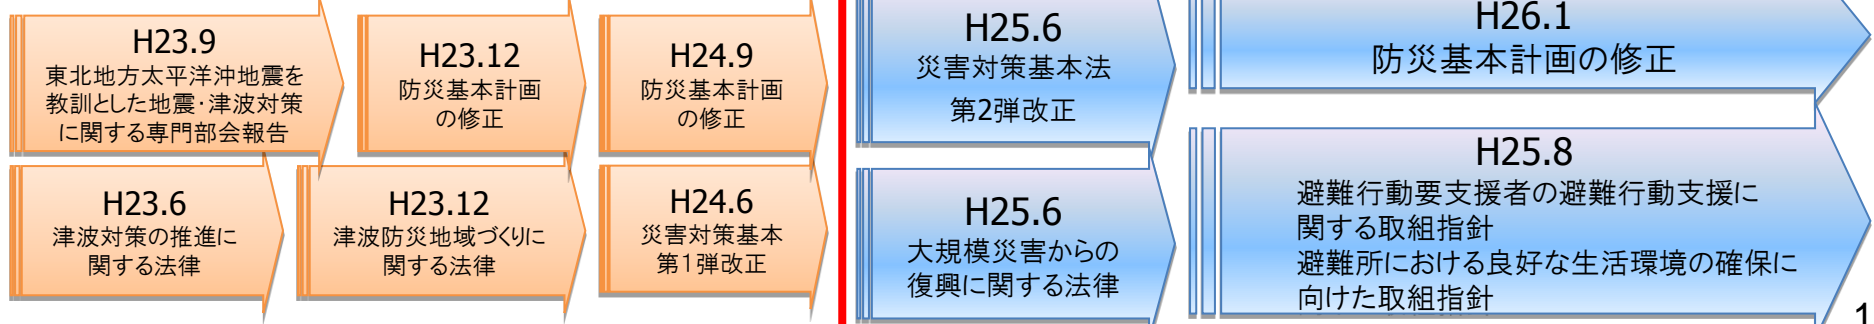 H23.9
東北地方太平洋沖地震を
教訓とした地震・津波対策
に関する専門部会報告
H23.12
防災基本計画
の修正
H24.9
防災基本計画
の修正
H25.6
災害対策基本法
第2弾改正
H26.1
防災基本計画の修正
H23.6
津波対策の推進に
関する法律
H23.12
津波防災地域づくりに
関する法律
H24.6
災害対策基本
第1弾改正
H25.6
大規模災害からの
復興に関する法律
H25.8
避難行動要支援者の避難行動支援に
関する取組指針
避難所における良好な生活環境の確保に
向けた取組指針
1